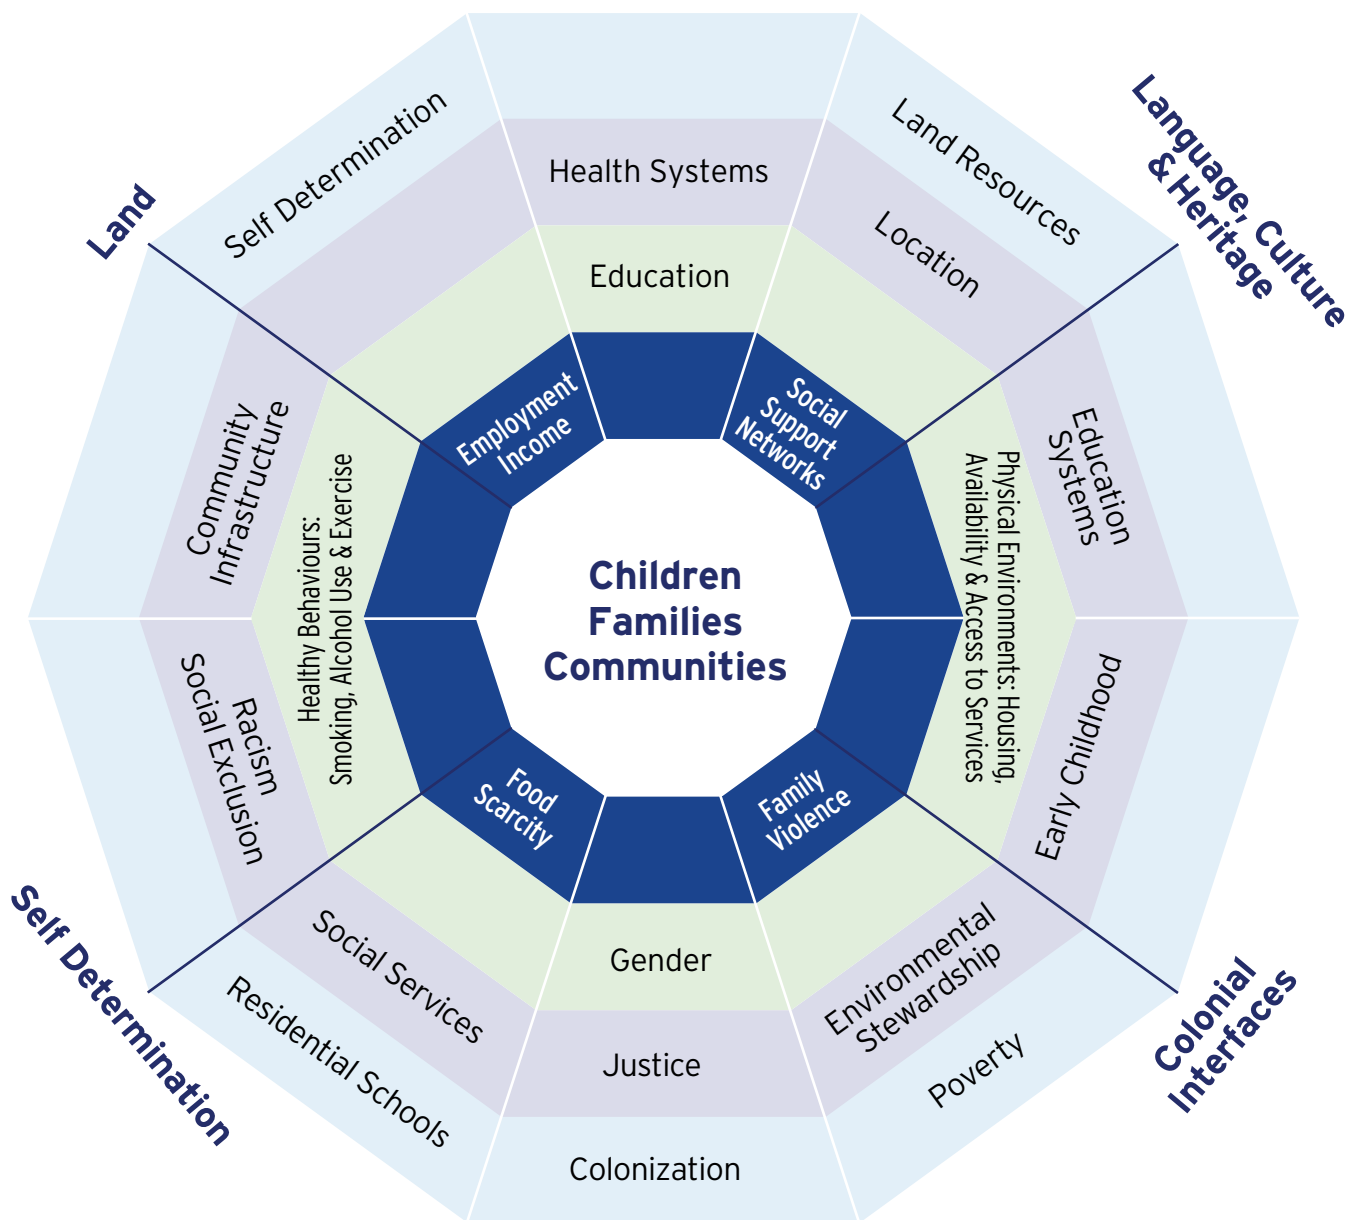 Land
Language, Culture
& Heritage
Self Determination
Land Resources
Health Systems
Location
Education
Employment
Income
Social
Support
Networks
Community
Infrastructure
Healthy Behaviours:
Smoking, Alcohol Use & Exercise
Children
Families
Communities
Physical Environments: Housing,
Availability & Access to Services
Education
Systems
Racism
Social Exclusion
Early Childhood
Food
Scarcity
Family
Violence
Social Services
Gender
Environmental
Stewardship
Residential Schools
Justice
Poverty
Colonization
Self Determination
Colonial
Interfaces